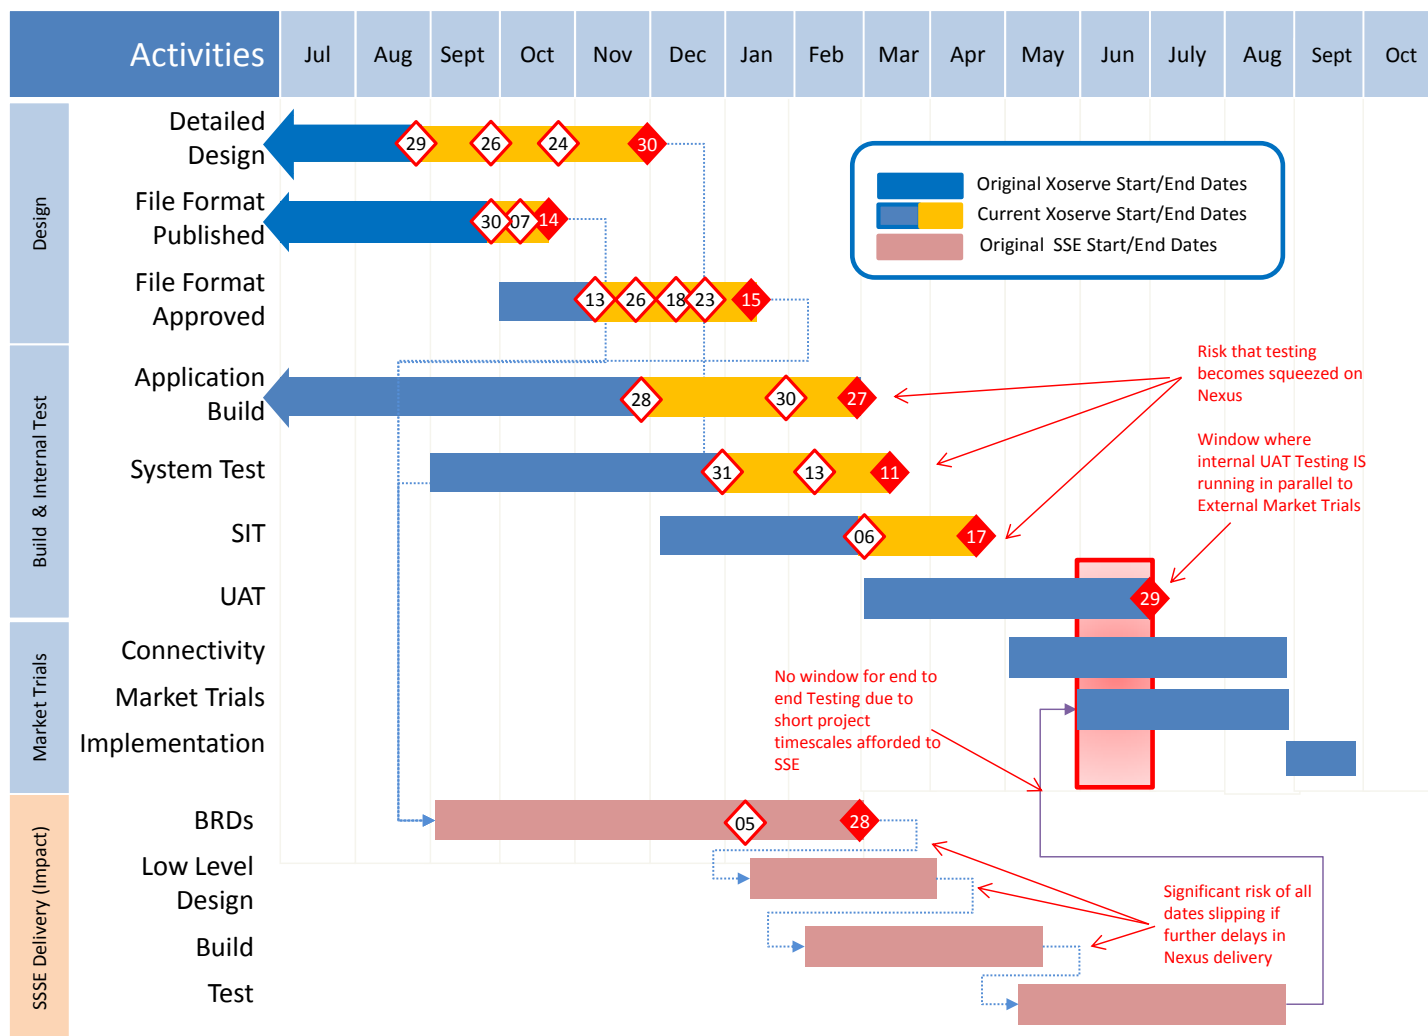 Activities
Jul
Aug
Sept
Oct
Nov
Dec
Jan
Feb
Mar
Apr
May
Jun
July
Aug
Sept
Oct
Design
Detailed
Design
29
26
24
30
File Format
Published
30
07
14
File Format
Approved
13
26
18
23
15
Original Xoserve Start/End Dates
Current Xoserve Start/End Dates
Original SSE Start/End Dates
Build & Internal Test
Application
Build
28
30
27
System Test
31
13
11
SIT
06
17
UAT
29
Risk that testing
becomes squeezed on
Nexus
Window where
internal UAT Testing IS
running in parallel to
External Market Trials
Market Trials
Connectivity
Market Trials
Implementation
No window for end to
end Testing due to
short project
timescales afforded to
SSE
SSSE Delivery (Impact)
BRDs
05
28
Low Level
Design
Build
Test
Significant risk of all
dates slipping if
further delays in
Nexus delivery